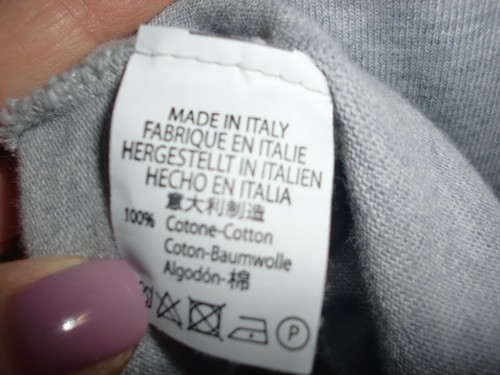 MADE IN ITALY
FABRIQUE EN ITALIE
HERGESTELLT IN ITALIEN
HECHO EN ITALIA
意大利制造
100% Cotone-Cotton
Coton-Baumwolle
Algodón-棉
P